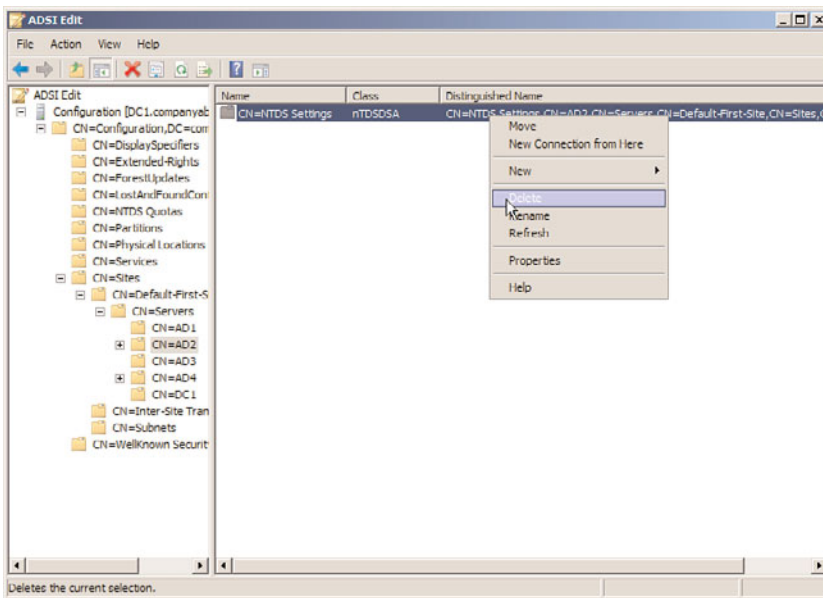 ADSI Edit
File Action View Help
ADSI Edit
Configuration [DC1.companyab
CN=Configuration,DC=com
CN=DisplaySpecifiers
CN=Extended-Rights
CN=ForestUpdates
CN=LostAndFoundCon
CN=NTDS Quotas
CN=Partitions
CN=Physical Locations
CN=Services
CN=Sites
CN=Default-First-S
CN=Servers
CN=AD1
CN=AD2
CN=AD3
CN=AD4
CN=DC1
CN=Inter-Site Tran
CN=Subnets
CN=WellKnown Securit
Name Class Distinguished Name
CN=NTDS Settings nTDSDSA CN=NTDS Settings,CN=AD2,CN=Servers,CN=Default-First-Site,CN=Sites,C
Move
New Connection from Here
New
Delete
Rename
Refresh
Properties
Help
Deletes the current selection.